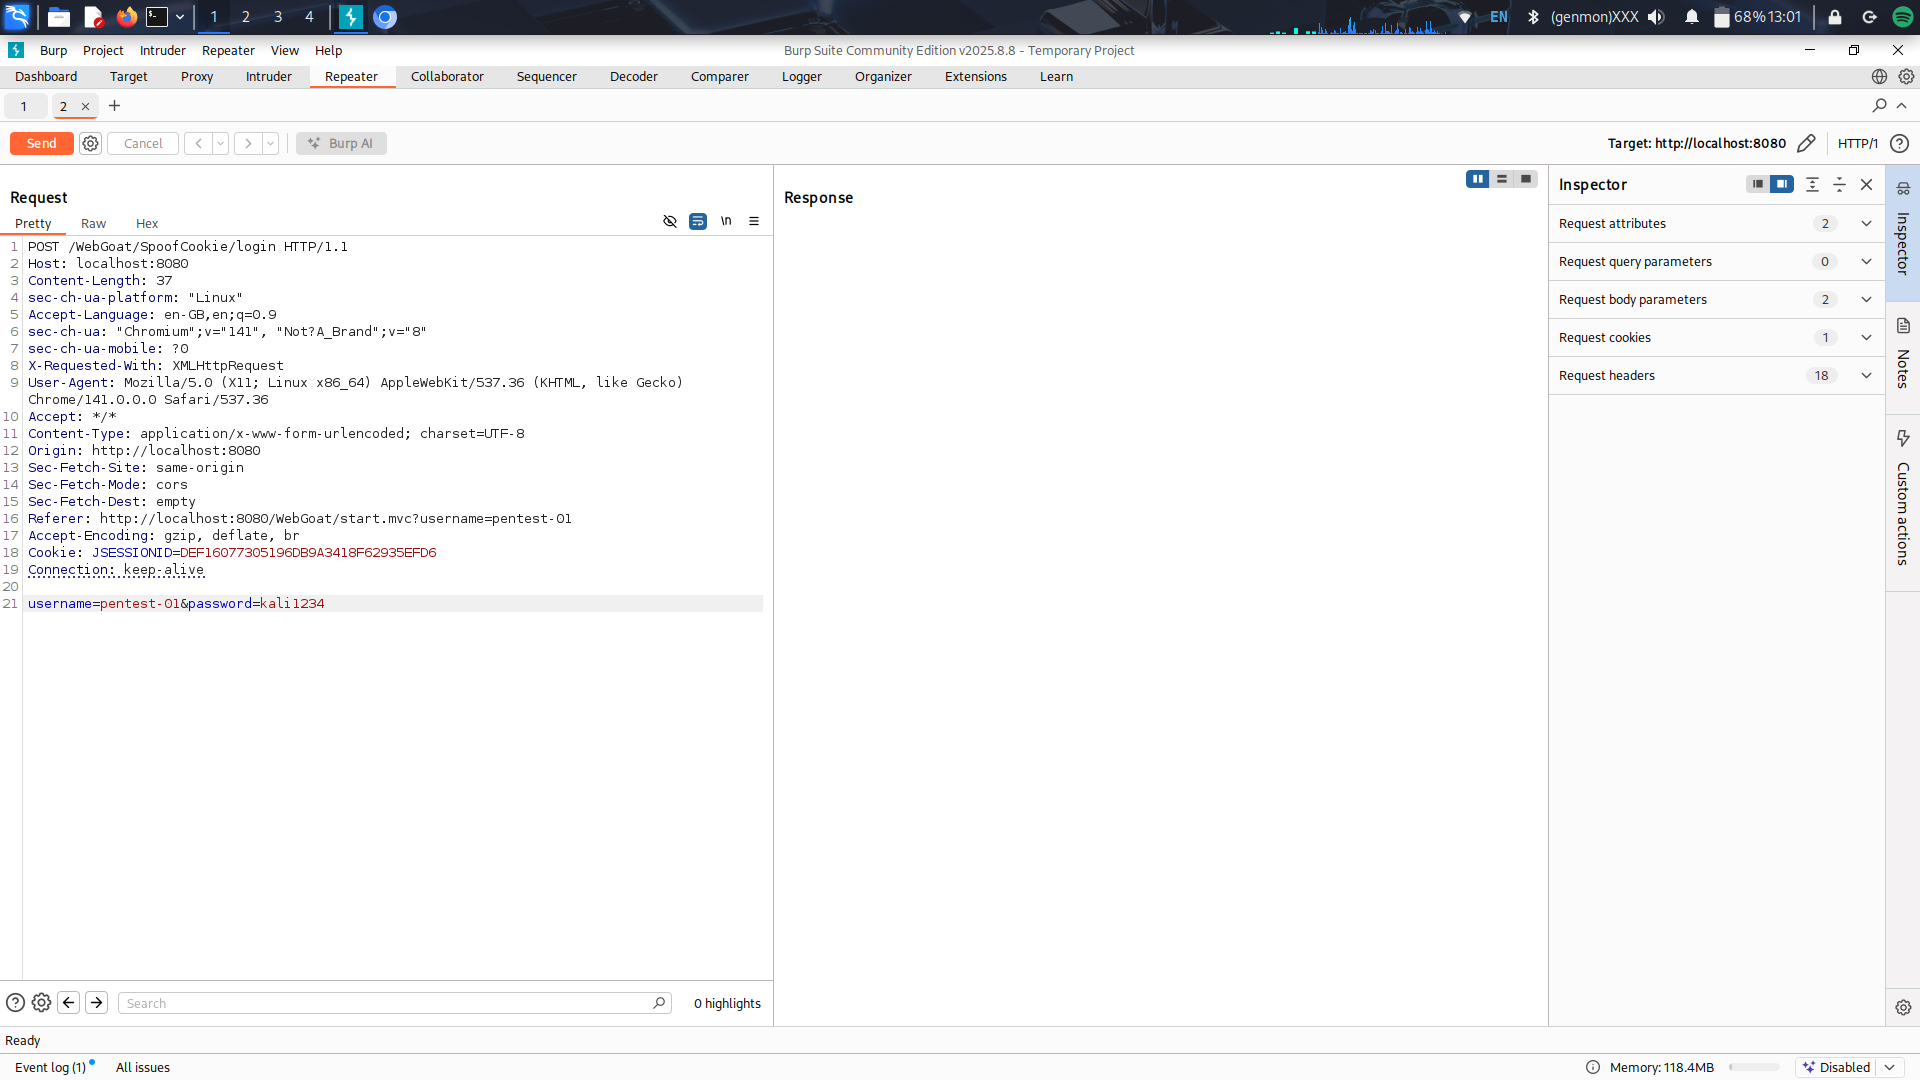 1 2 3 4 EN (genmon)XXX 68% 13:01
Burp Project Intruder Repeater View Help Burp Suite Community Edition v2025.8.8 - Temporary Project
Dashboard Target Proxy Intruder Repeater Collaborator Sequencer Decoder Comparer Logger Organizer Extensions Learn
1 2 × +
Send Cancel < > Burp AI Target: http://localhost:8080 HTTP/1
Request
Pretty Raw Hex \n
1 POST /WebGoat/SpoofCookie/login HTTP/1.1
2 Host: localhost:8080
3 Content-Length: 37
4 sec-ch-ua-platform: "Linux"
5 Accept-Language: en-GB,en;q=0.9
6 sec-ch-ua: "Chromium";v="141", "Not?A_Brand";v="8"
7 sec-ch-ua-mobile: ?0
8 X-Requested-With: XMLHttpRequest
9 User-Agent: Mozilla/5.0 (X11; Linux x86_64) AppleWebKit/537.36 (KHTML, like Gecko)
Chrome/141.0.0.0 Safari/537.36
10 Accept: */*
11 Content-Type: application/x-www-form-urlencoded; charset=UTF-8
12 Origin: http://localhost:8080
13 Sec-Fetch-Site: same-origin
14 Sec-Fetch-Mode: cors
15 Sec-Fetch-Dest: empty
16 Referer: http://localhost:8080/WebGoat/start.mvc?username=pentest-01
17 Accept-Encoding: gzip, deflate, br
18 Cookie: JSESSIONID=DEF16077305196DB9A3418F62935EFD6
19 Connection: keep-alive
20
21 username=pentest-01&password=kali1234
Search 0 highlights
Response
Inspector
Request attributes 2
Request query parameters 0
Request body parameters 2
Request cookies 1
Request headers 18
Inspector
Notes
Custom actions
Ready
Event log (1) All issues Memory: 118.4MB Disabled